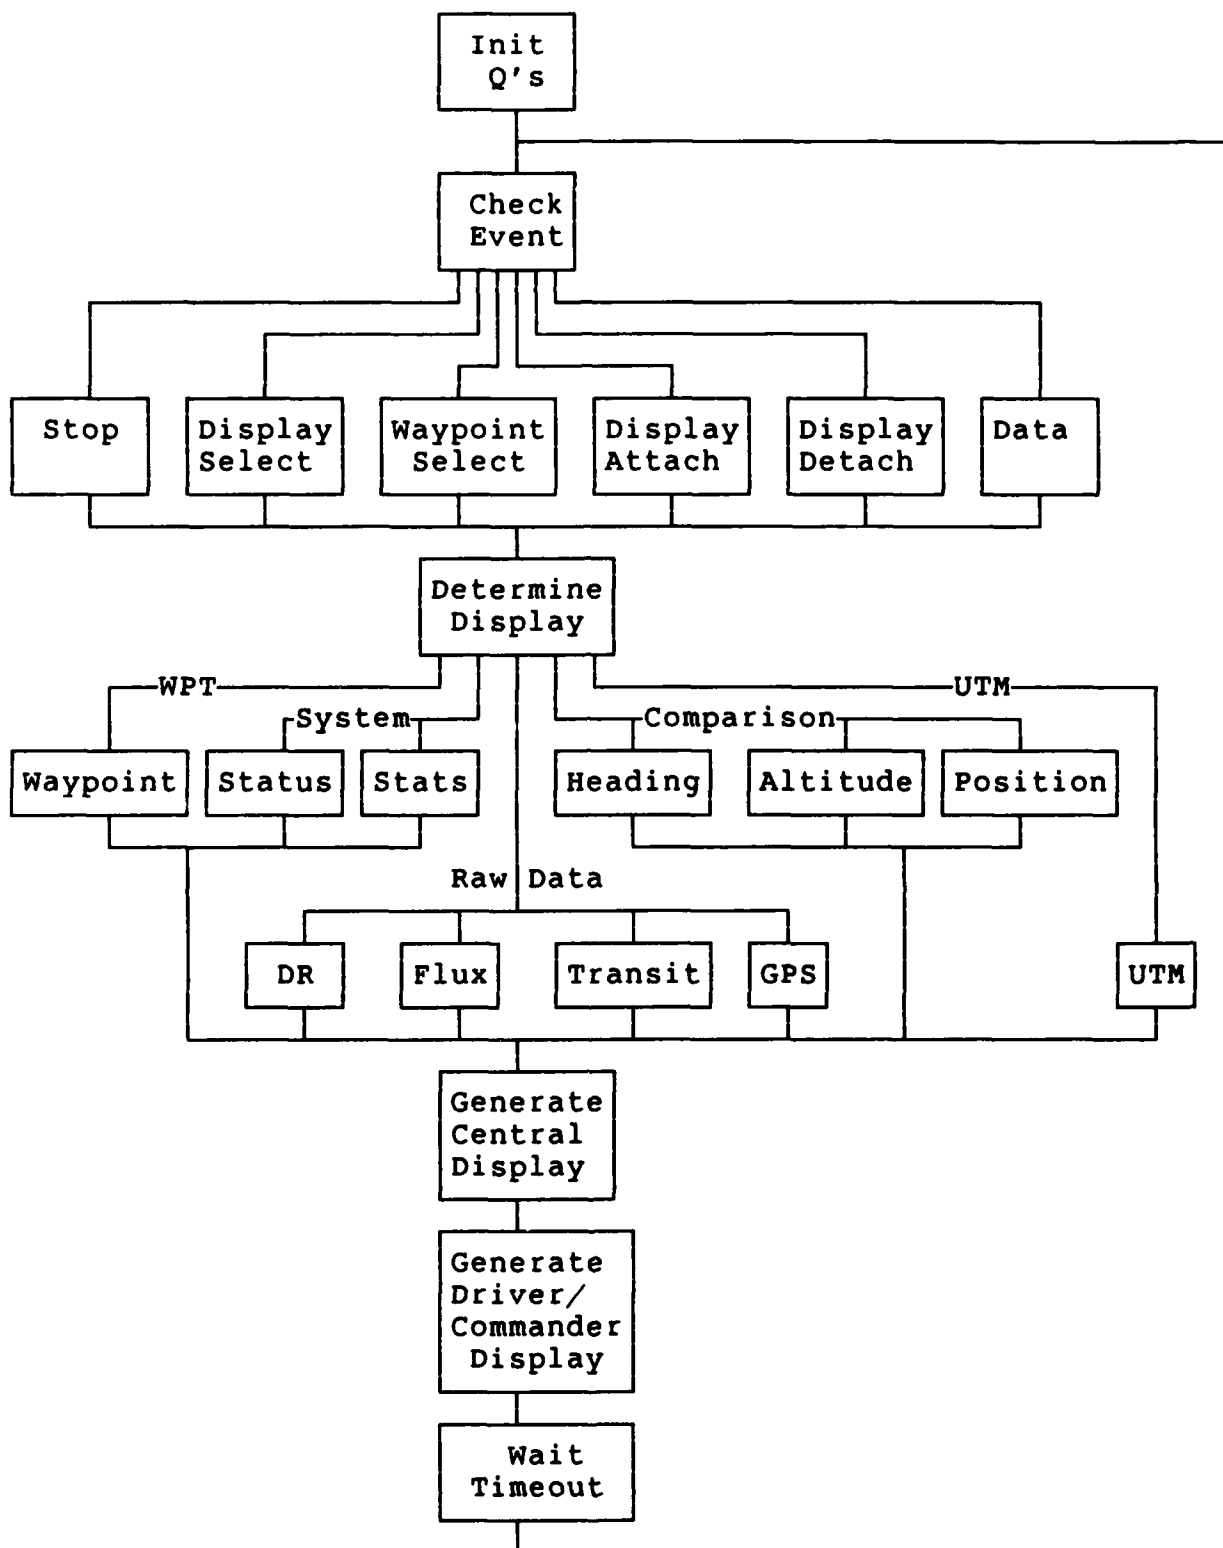 Init
Q's
Check
Event
Stop
Display
Select
Waypoint
Select
Display
Attach
Display
Detach
Data
Determine
Display
WPT
UTM
System
Comparison
Waypoint
Status
Stats
Heading
Altitude
Position
Raw Data
DR
Flux
Transit
GPS
UTM
Generate
Central
Display
Generate
Driver/
Commander
Display
Wait
Timeout